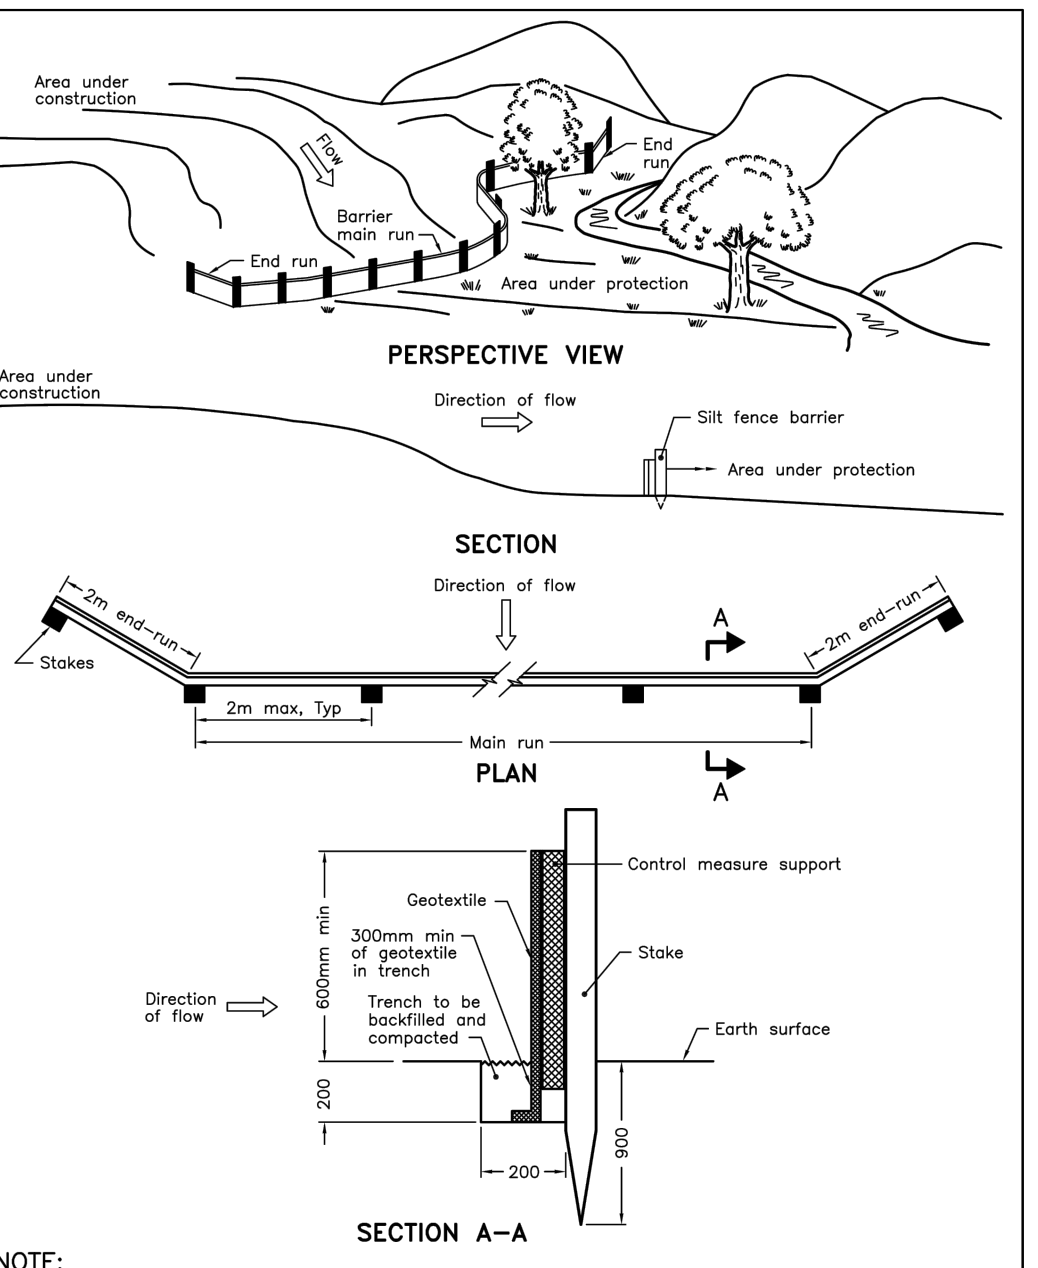 Area under
construction
Flow
End
run
Barrier
main run
End run
Area under protection
PERSPECTIVE VIEW
Area under
construction
Direction of flow
Silt fence barrier
Area under protection
SECTION
Direction of flow
2m end-run
2m end-run
A
Stakes
2m max, Typ
Main run
PLAN
A
Control measure support
Geotextile
600mm min
300mm min
of geotextile
in trench
Stake
Direction
of flow
Trench to be
backfilled and
compacted
Earth surface
200
900
200
SECTION A-A
NOTE: